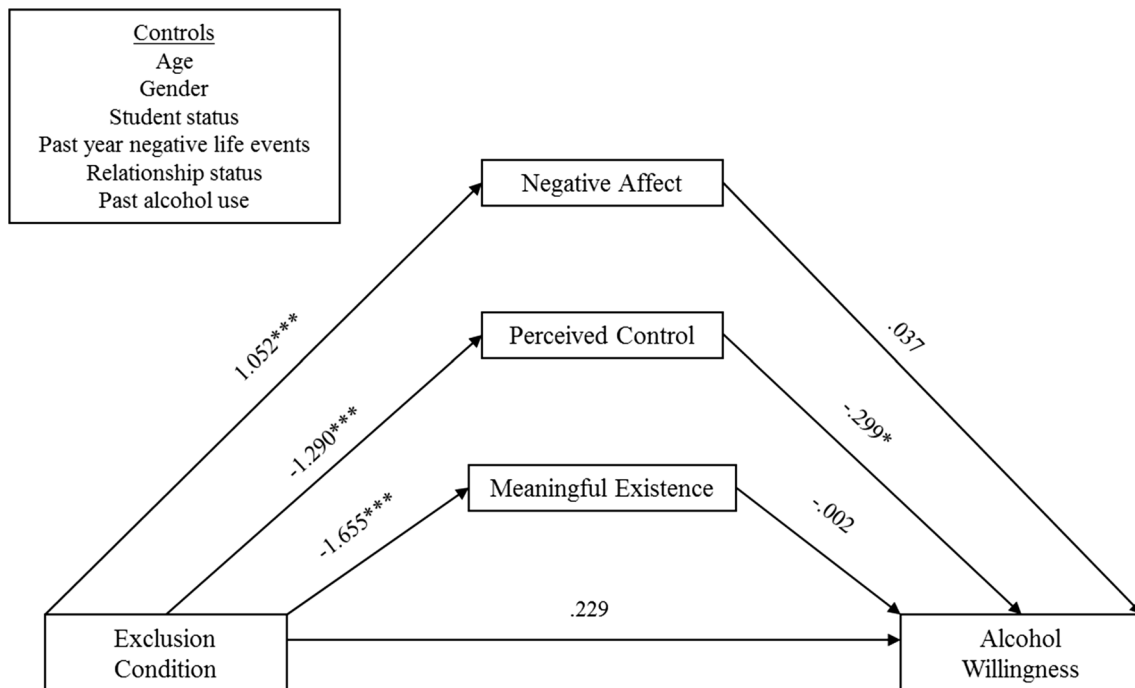 Controls
Age
Gender
Student status
Past year negative life events
Relationship status
Past alcohol use
Negative Affect
1.052***
.037
Perceived Control
-1.290***
-.299*
Meaningful Existence
-1.655***
-.002
.229
Exclusion
Condition
Alcohol
Willingness